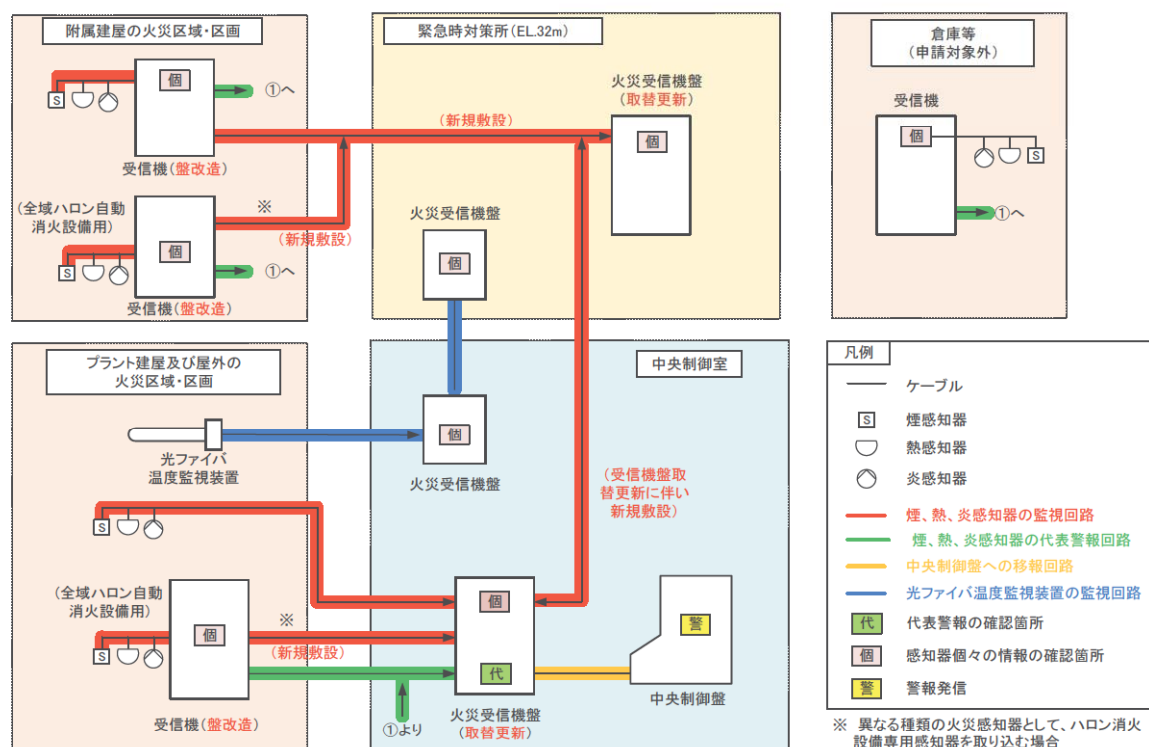 附属建屋の火災区域・区画
個
S
①へ
受信機(盤改造)
(全域ハロン自動
消火設備用)
※
(新規敷設)
個
S
①へ
受信機(盤改造)
緊急時対策所(EL.32m)
火災受信機盤
(取替更新)
個
(新規敷設)
火災受信機盤
個
倉庫等
(申請対象外)
受信機
個
S
①へ
プラント建屋及び屋外の
火災区域・区画
光ファイバ
温度監視装置
S
(全域ハロン自動
消火設備用)
個
S
※
(新規敷設)
受信機(盤改造)
①より
中央制御室
個
火災受信機盤
(受信機盤取
替更新に伴い
新規敷設)
個
代
火災受信機盤
(取替更新)
警
中央制御盤
凡例
ケーブル
S 煙感知器
熱感知器
炎感知器
煙、熱、炎感知器の監視回路
煙、熱、炎感知器の代表警報回路
中央制御盤への移報回路
光ファイバ温度監視装置の監視回路
代 代表警報の確認箇所
個 感知器個々の情報の確認箇所
警 警報発信
※ 異なる種類の火災感知器として、ハロン消火
設備専用感知器を取り込む場合